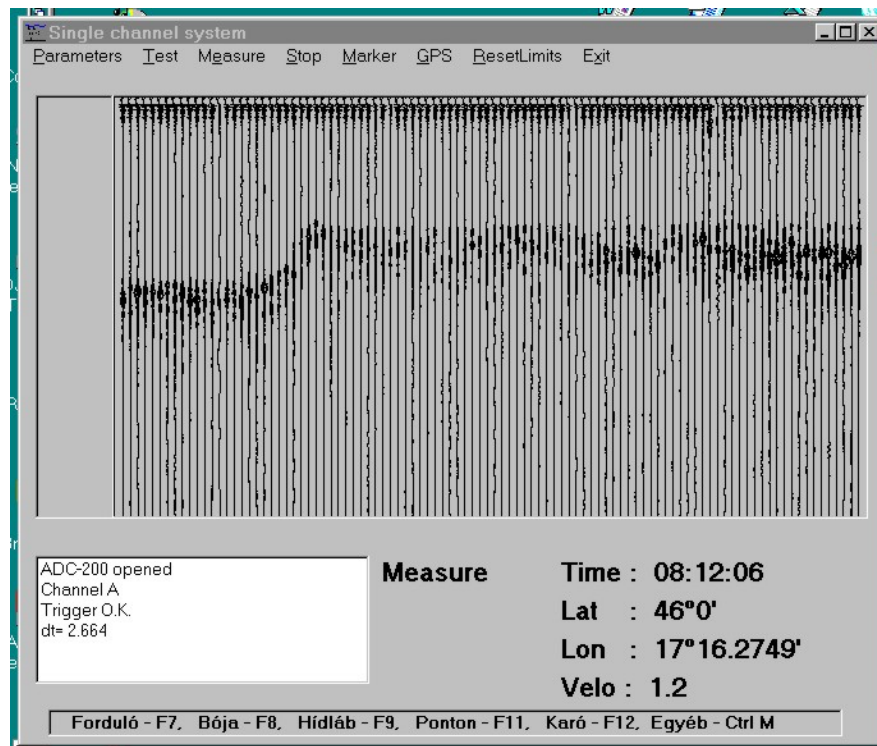 Single channel system
Parameters Test Measure Stop Marker GPS ResetLimits Exit
ADC-200 opened
Channel A
Trigger O.K.
dt= 2.664
Measure
Time : 08:12:06
Lat : 46°0'
Lon : 17°16.2749'
Velo : 1.2
Forduló - F7, Bója - F8, Hídláb - F9, Ponton - F11, Karó - F12, Egyéb - Ctrl M